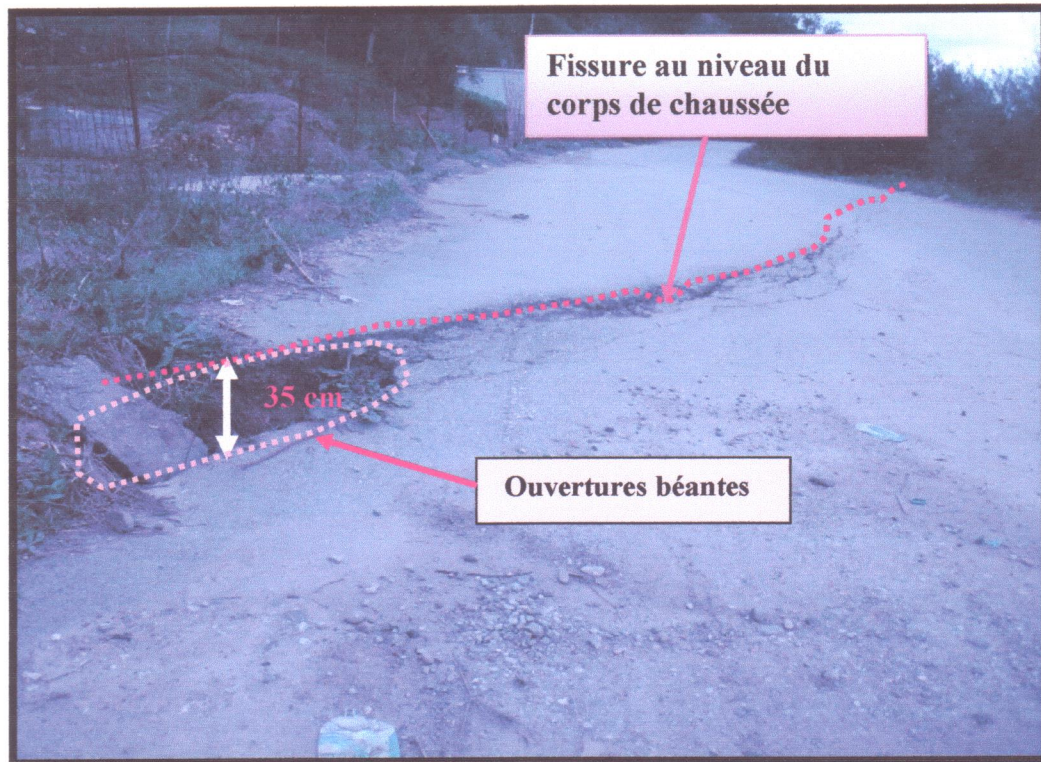 Fissure au niveau du
corps de chaussée
35 cm
Ouvertures béantes